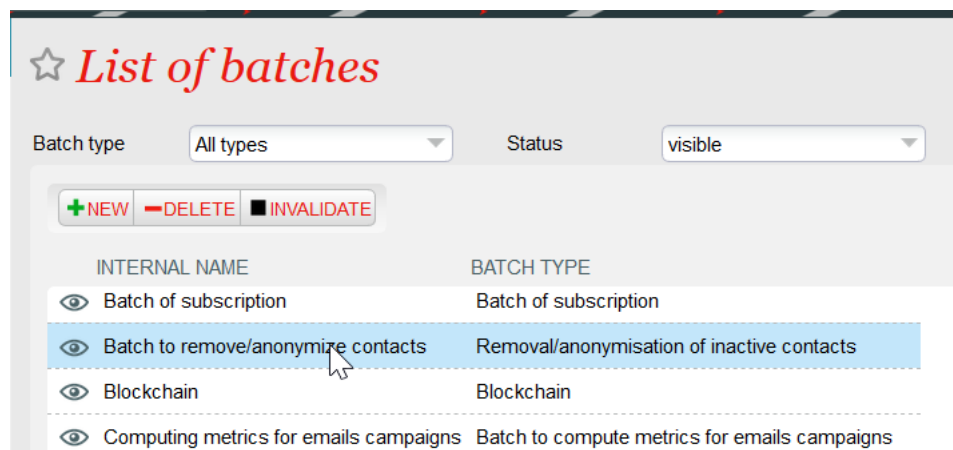 List of batches
Batch type All types Status visible
NEW DELETE INVALIDATE
INTERNAL NAME BATCH TYPE
Batch of subscription Batch of subscription
Batch to remove/anonymize contacts Removal/anonymisation of inactive contacts
Blockchain Blockchain
Computing metrics for emails campaigns Batch to compute metrics for emails campaigns